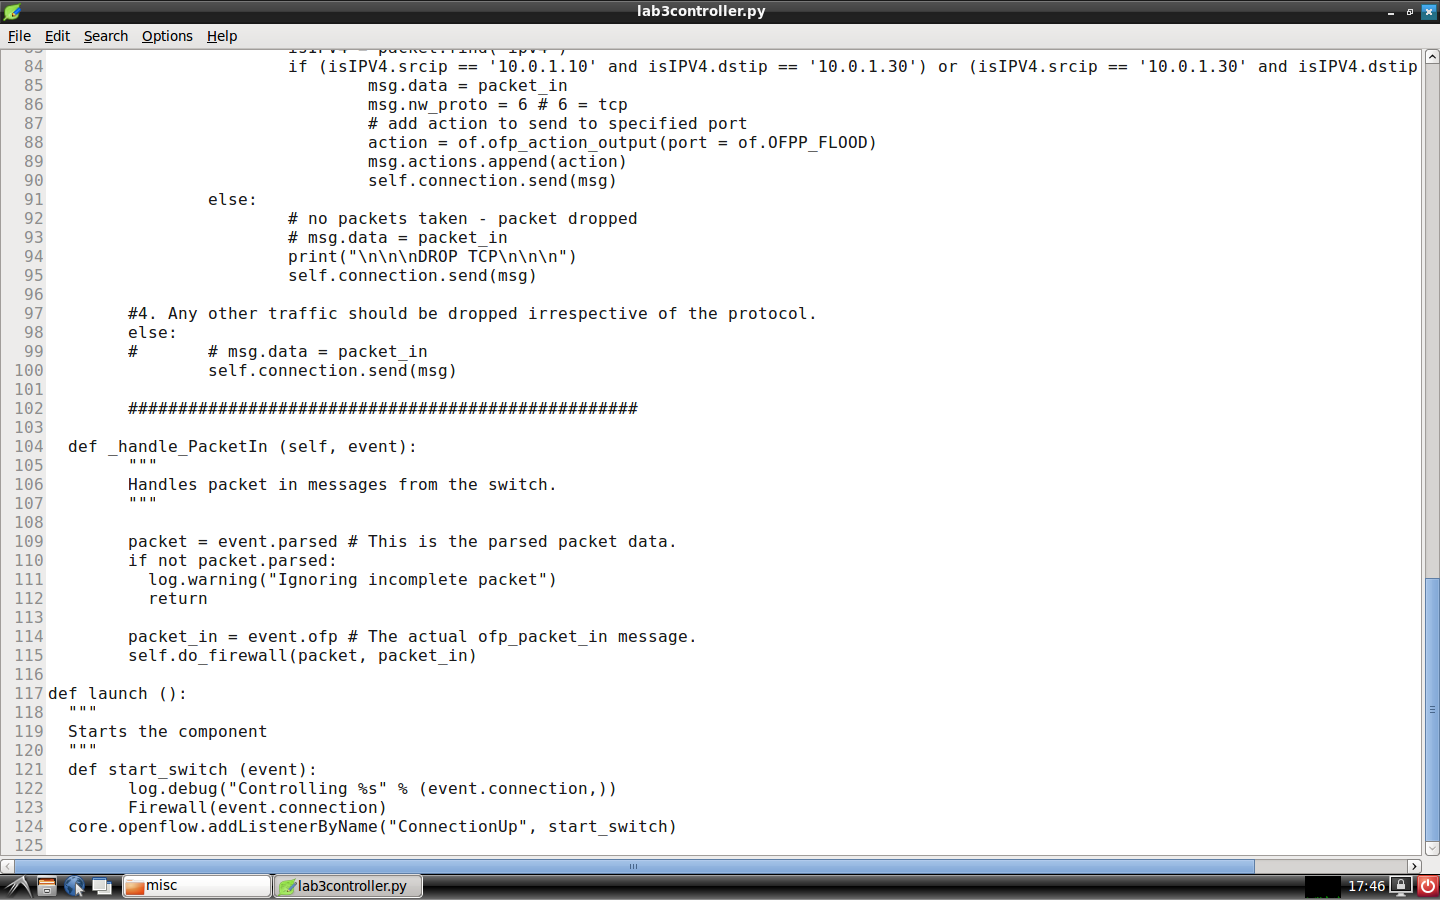 lab3controller.py
File Edit Search Options Help
84 if (isIPV4.srcip == '10.0.1.10' and isIPV4.dstip == '10.0.1.30') or (isIPV4.srcip == '10.0.1.30' and isIPV4.dstip
85 msg.data = packet_in
86 msg.nw_proto = 6 # 6 = tcp
87 # add action to send to specified port
88 action = of.ofp_action_output(port = of.OFPP_FLOOD)
89 msg.actions.append(action)
90 self.connection.send(msg)
91 else:
92 # no packets taken - packet dropped
93 # msg.data = packet_in
94 print("\n\n\nDROP TCP\n\n\n")
95 self.connection.send(msg)
96
97 #4. Any other traffic should be dropped irrespective of the protocol.
98 else:
99 # # msg.data = packet_in
100 self.connection.send(msg)
101
102 ###################################################
103
104 def _handle_PacketIn (self, event):
105 """
106 Handles packet in messages from the switch.
107 """
108
109 packet = event.parsed # This is the parsed packet data.
110 if not packet.parsed:
111 log.warning("Ignoring incomplete packet")
112 return
113
114 packet_in = event.ofp # The actual ofp_packet_in message.
115 self.do_firewall(packet, packet_in)
116
117 def launch ():
118 """
119 Starts the component
120 """
121 def start_switch (event):
122 log.debug("Controlling %s" % (event.connection,))
123 Firewall(event.connection)
124 core.openflow.addListenerByName("ConnectionUp", start_switch)
125
misc lab3controller.py 17:46